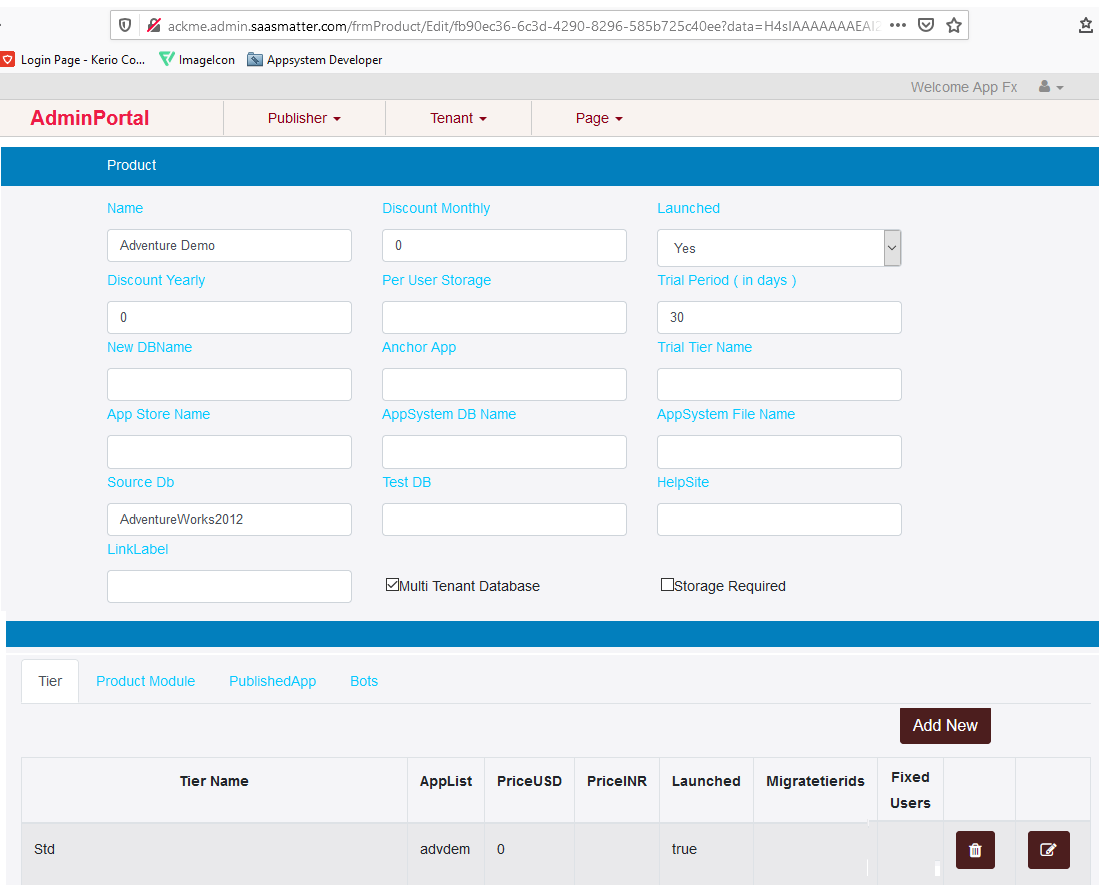 ackme.admin.saasmatter.com/frmProduct/Edit/fb90ec36-6c3d-4290-8296-585b725c40ee?data=H4sIAAAAAAAEAI
Login Page - Kerio Co... ImageIcon Appsystem Developer
Welcome App Fx
AdminPortal Publisher Tenant Page
Product
Name Discount Monthly Launched
Adventure Demo 0 Yes
Discount Yearly Per User Storage Trial Period ( in days )
0 30
New DBName Anchor App Trial Tier Name
App Store Name AppSystem DB Name AppSystem File Name
Source Db Test DB HelpSite
AdventureWorks2012
LinkLabel
Multi Tenant Database Storage Required
Tier Product Module PublishedApp Bots
Add New
Tier Name AppList PriceUSD PriceINR Launched Migratetierids Fixed Users
Std advdem 0 true